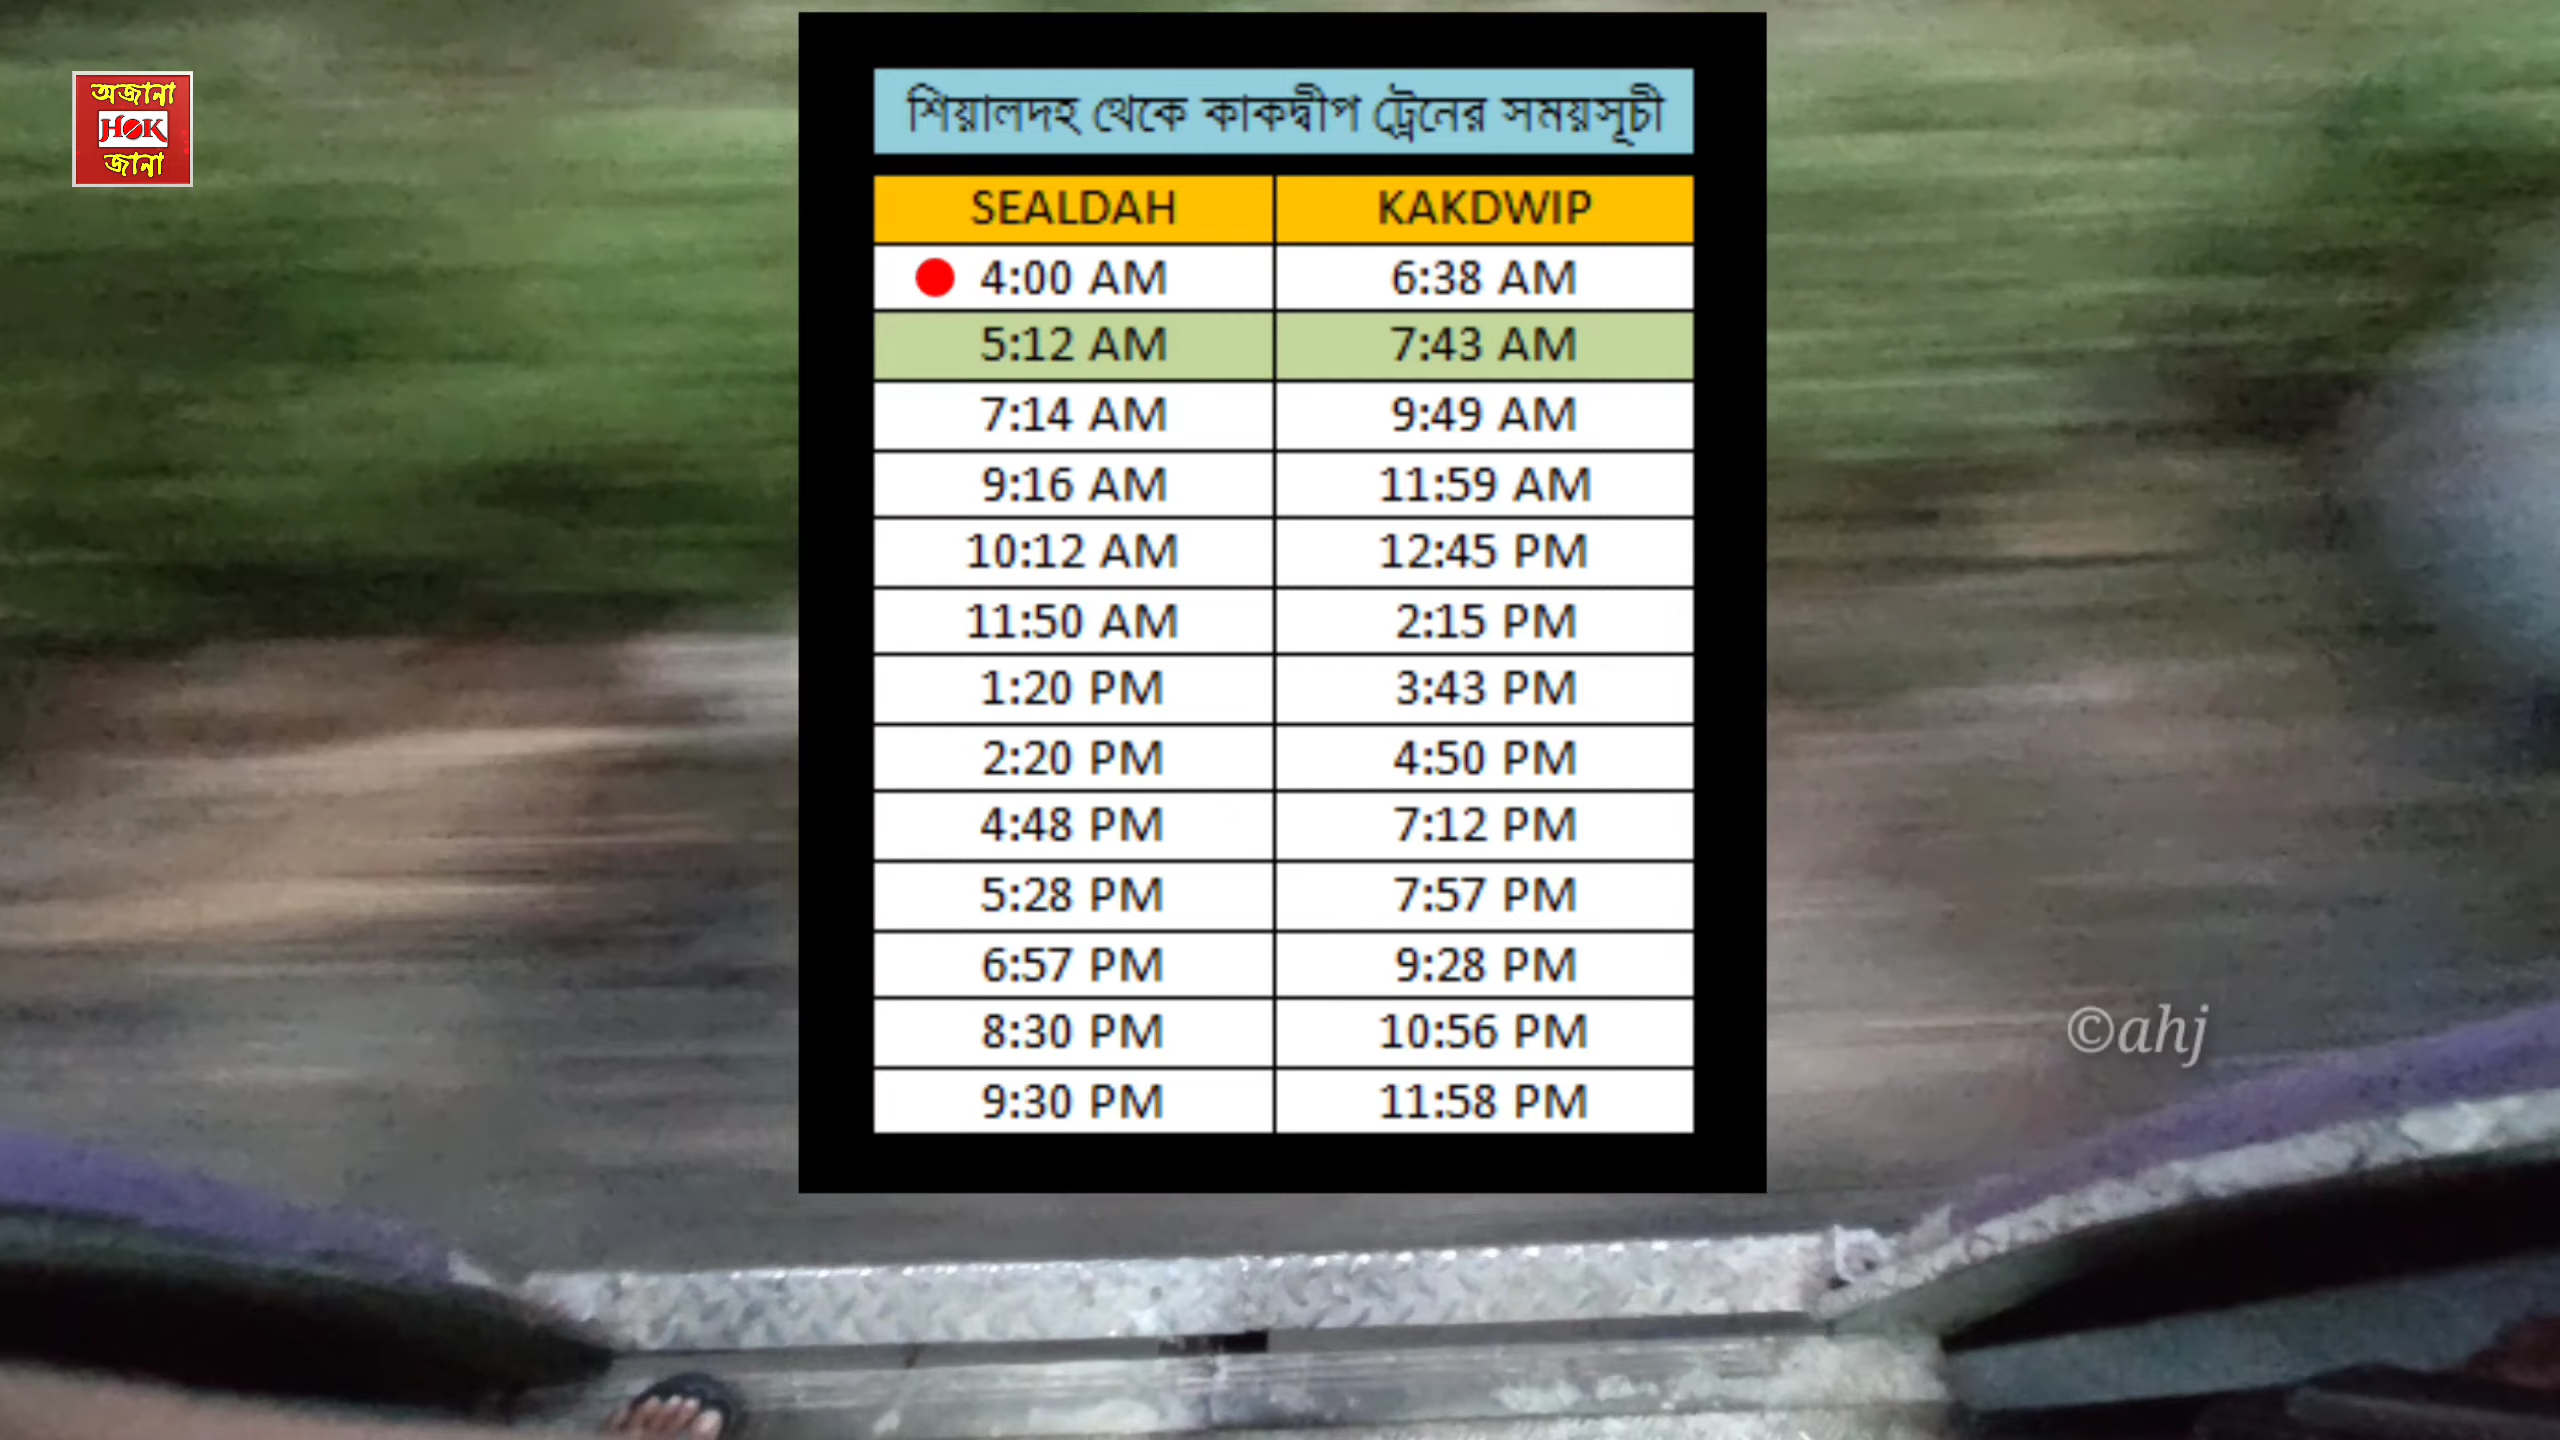 অজানা
HOK
জানা
শিয়ালদহ থেকে কাকদ্বীপ ট্রেনের সময়সূচী
SEALDAH KAKDWIP
4:00 AM 6:38 AM
5:12 AM 7:43 AM
7:14 AM 9:49 AM
9:16 AM 11:59 AM
10:12 AM 12:45 PM
11:50 AM 2:15 PM
1:20 PM 3:43 PM
2:20 PM 4:50 PM
4:48 PM 7:12 PM
5:28 PM 7:57 PM
6:57 PM 9:28 PM
8:30 PM 10:56 PM
9:30 PM 11:58 PM
©ahj